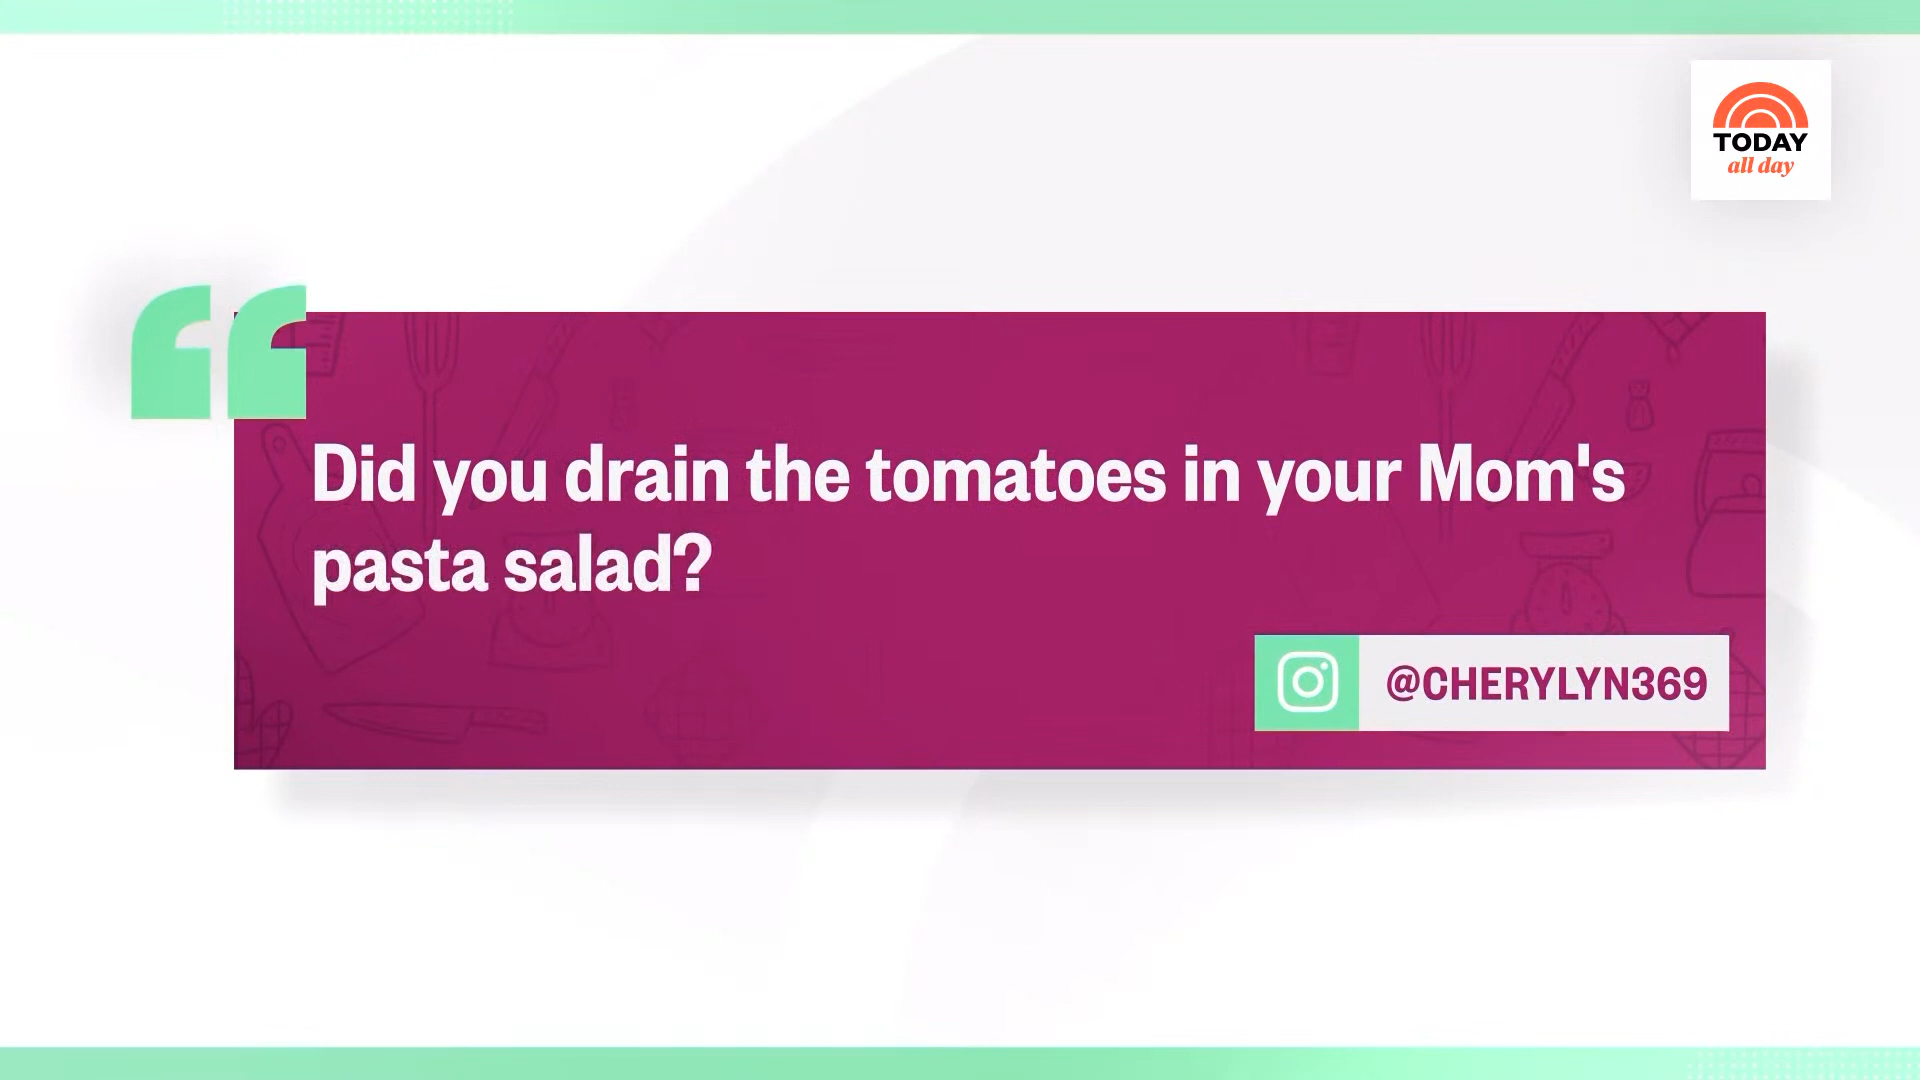 TODAY
all day
Did you drain the tomatoes in your Mom's
pasta salad?
@CHERYLYN369